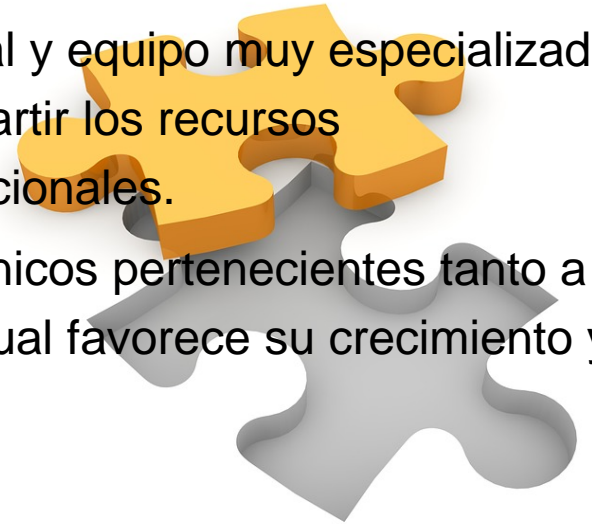 al y equipo muy especializad
artir los recursos
cionales.
nicos pertenecientes tanto a
ual favorece su crecimiento y